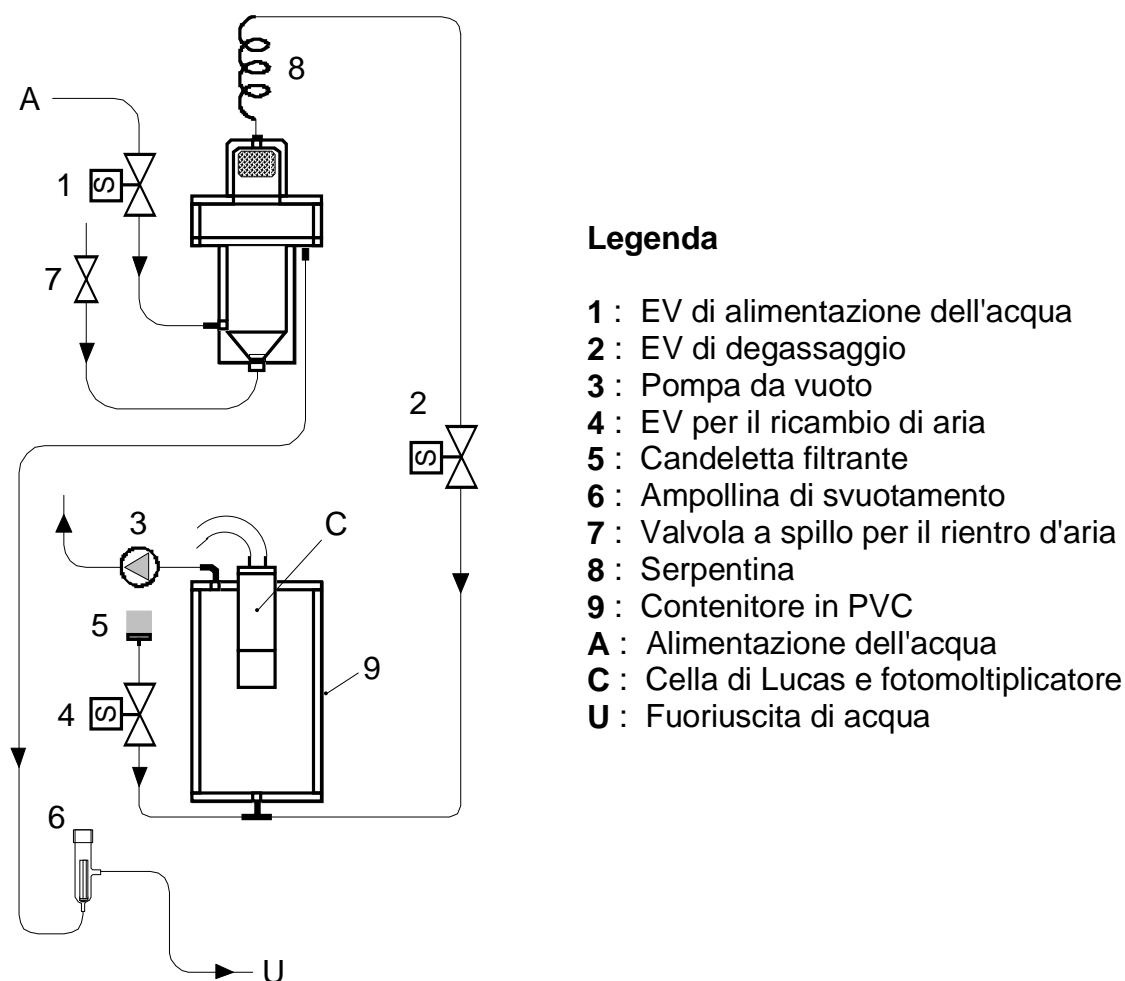 8
A
1
S
7
2
S
3
C
5
9
4
S
6
U
Legenda
1 : EV di alimentazione dell'acqua
2 : EV di degassaggio
3 : Pompa da vuoto
4 : EV per il ricambio di aria
5 : Candeletta filtrante
6 : Ampollina di svuotamento
7 : Valvola a spillo per il rientro d'aria
8 : Serpentina
9 : Contenitore in PVC
A : Alimentazione dell'acqua
C : Cella di Lucas e fotomoltiplicatore
U : Fuoriuscita di acqua